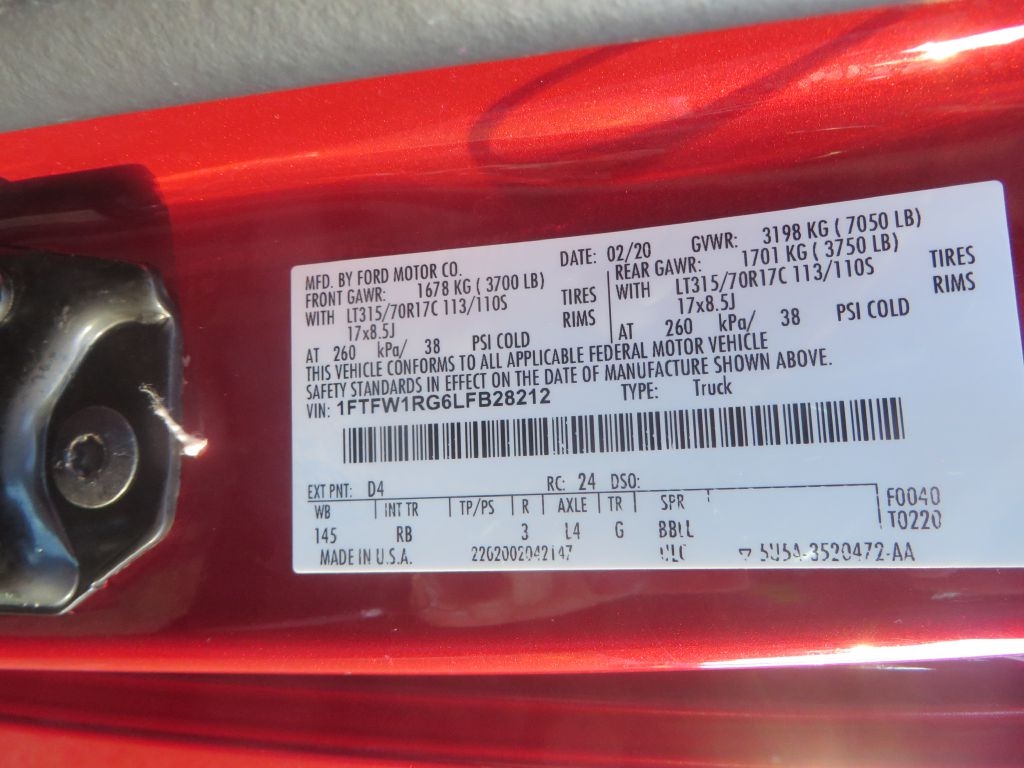 MFD. BY FORD MOTOR CO. DATE: 02/20 GVWR: 3198 KG ( 7050 LB)
FRONT GAWR: 1678 KG ( 3700 LB) REAR GAWR: 1701 KG ( 3750 LB)
WITH LT315/70R17C 113/110S TIRES WITH LT315/70R17C 113/110S TIRES
17x8.5J RIMS 17x8.5J RIMS
AT 260 kPa/ 38 PSI COLD AT 260 kPa/ 38 PSI COLD
THIS VEHICLE CONFORMS TO ALL APPLICABLE FEDERAL MOTOR VEHICLE
SAFETY STANDARDS IN EFFECT ON THE DATE OF MANUFACTURE SHOWN ABOVE.
VIN: 1FTFW1RG6LFB28212 TYPE: Truck
EXT PNT: D4 RC: 24 DSO:
WB INT TR TP/PS R AXLE TR SPR F0040
145 RB 3 L4 G T0220
MADE IN U.S.A. 2202002042147